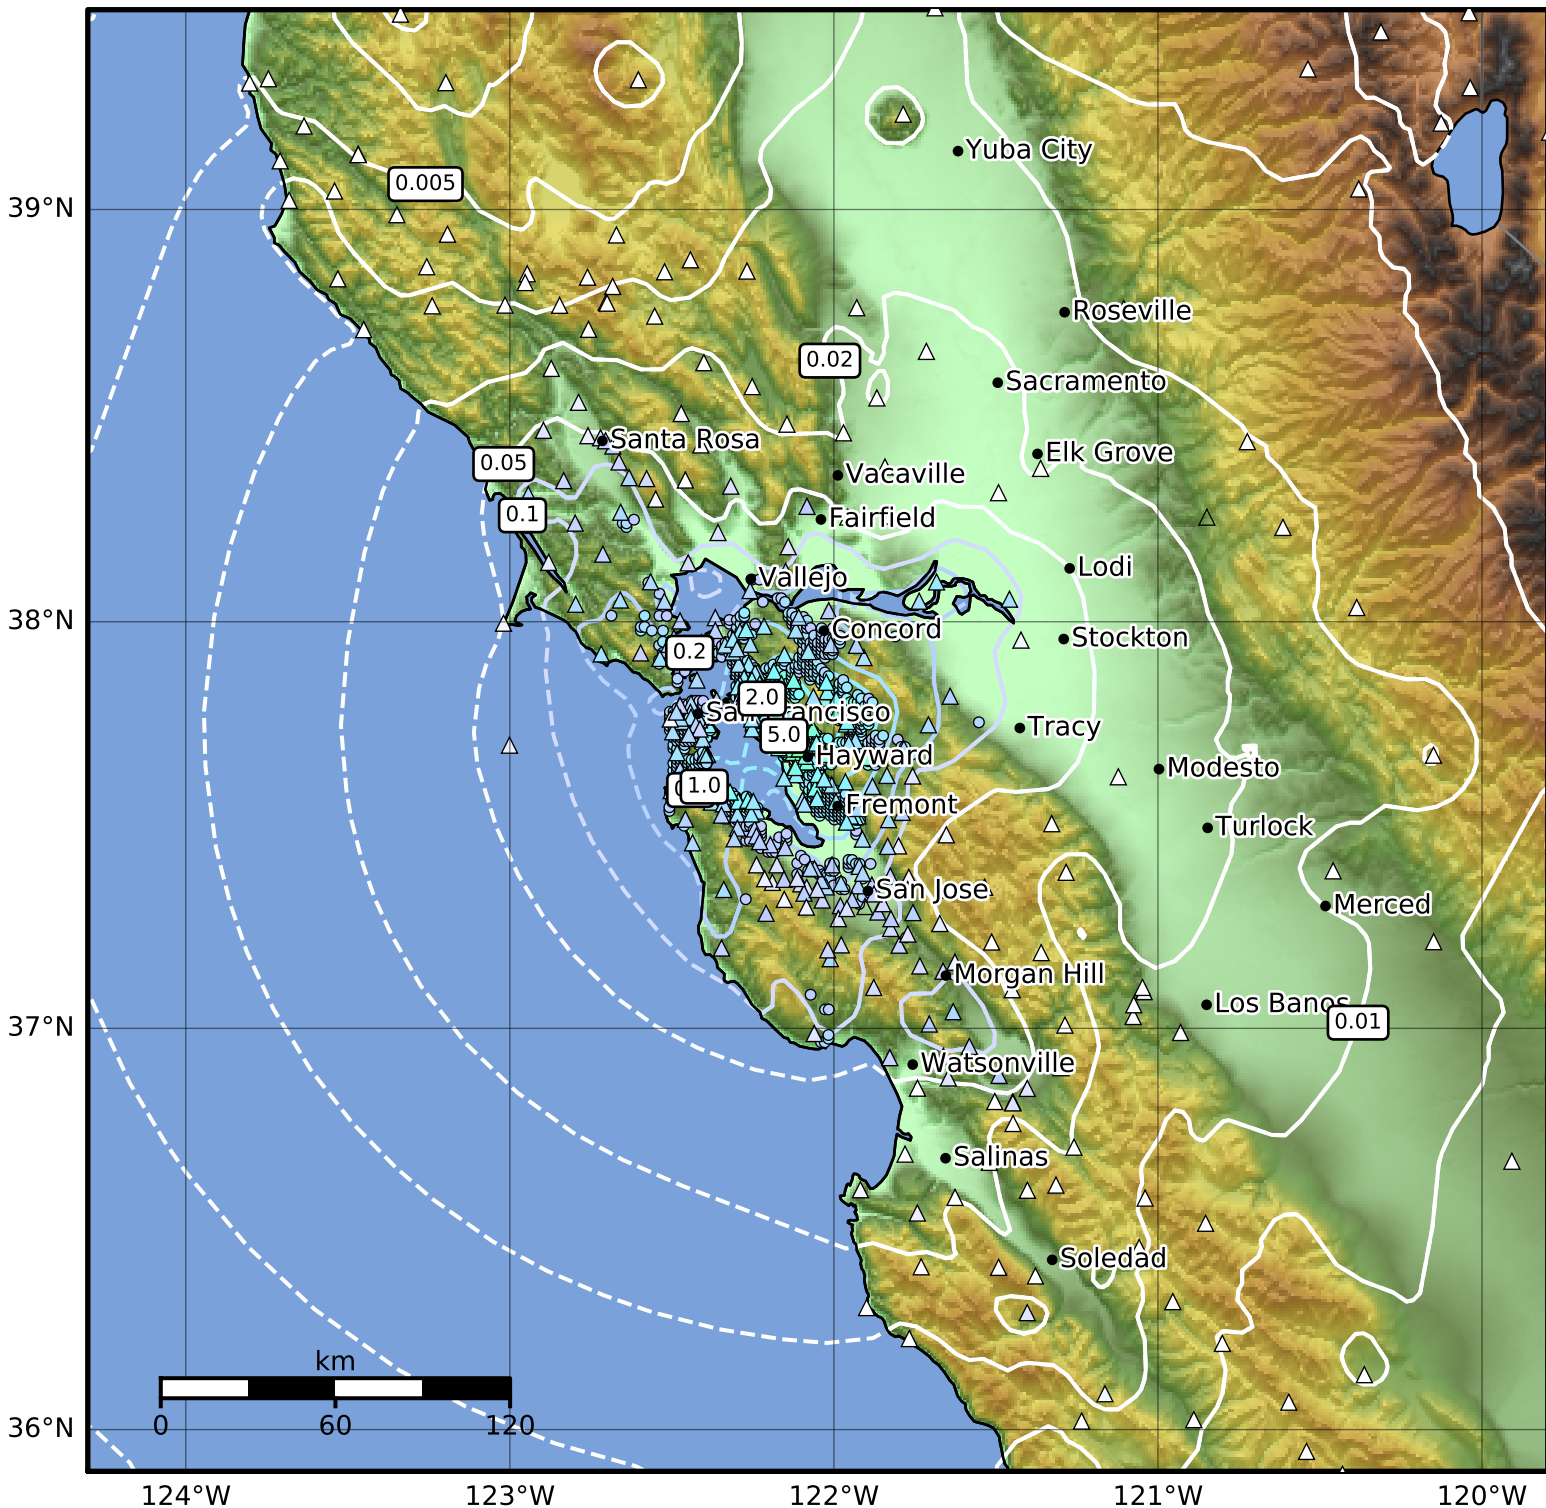 Yuba City
0.005
39°N
Roseville
0.02
Sacramento
Santa Rosa
Elk Grove
0.05
Vacaville
0.1
Fairfield
Lodi
Vallejo
38°N
Concord
Stockton
0.2
2.0
San Francisco
Tracy
5.0
Hayward
Modesto
1.0
Fremont
Turlock
San Jose
Merced
Morgan Hill
Los Banos
0.01
37°N
Watsonville
Salinas
Soledad
km
0 60 120
36°N
124°W 123°W 122°W 121°W 120°W